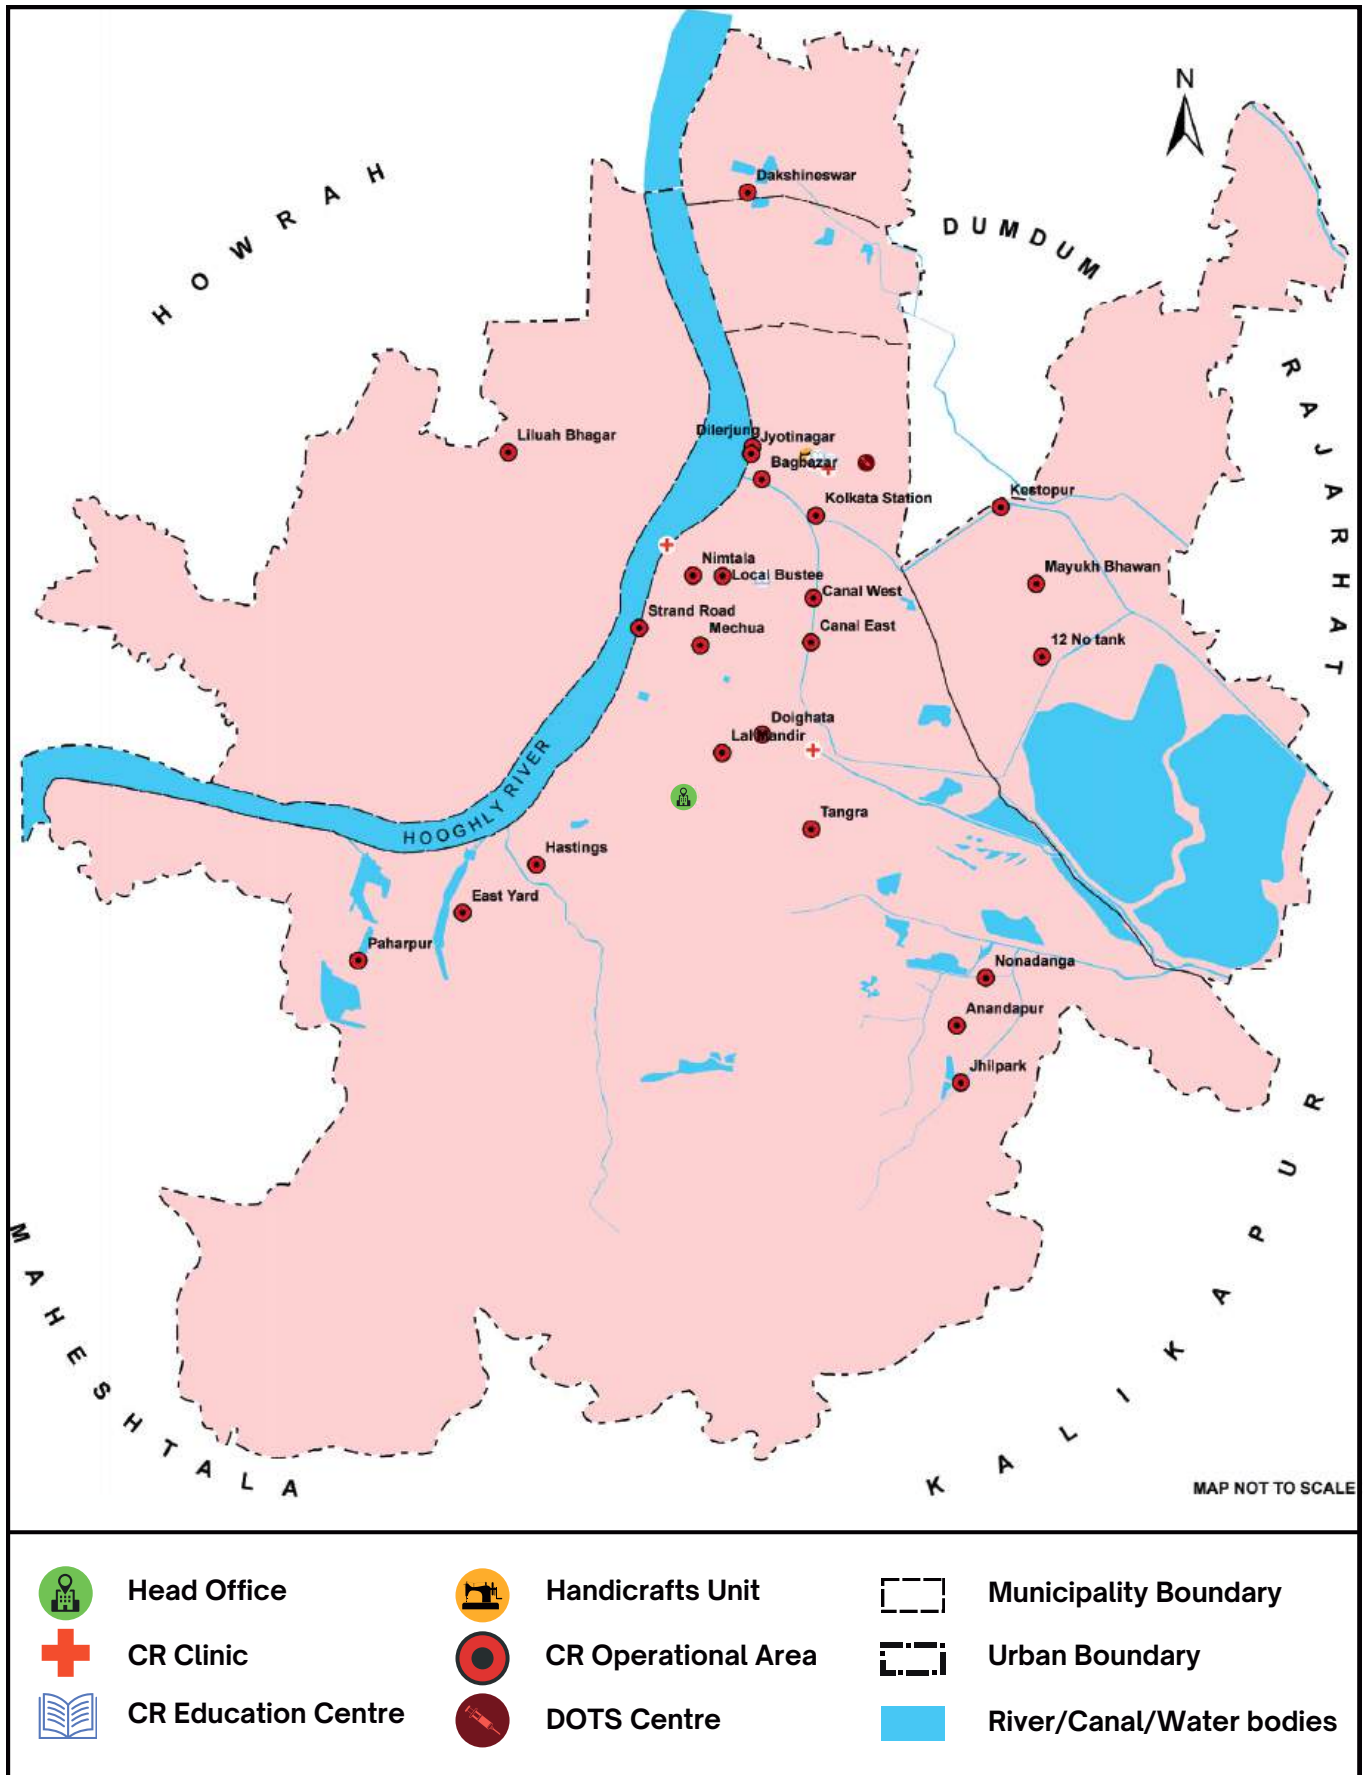 N
HOWRAH
DUMDUM
RAJARHAT
Dakshineswar
Liluah Bhagar
Dilerjung
Jyotinagar
Bagbazar
Kolkata Station
Kestopur
Nimtala
Local Bustee
Mayukh Bhawan
Canal West
Strand Road
Mechua
Canal East
12 No tank
Doighata
Lal Mandir
HOOGHLY RIVER
Tangra
Hastings
East Yard
Paharpur
Nonadanga
Anandapur
Jhilpark
MAHESHTALA
KALIKAPUR
MAP NOT TO SCALE
Head Office
Handicrafts Unit
Municipality Boundary
CR Clinic
CR Operational Area
Urban Boundary
CR Education Centre
DOTS Centre
River/Canal/Water bodies